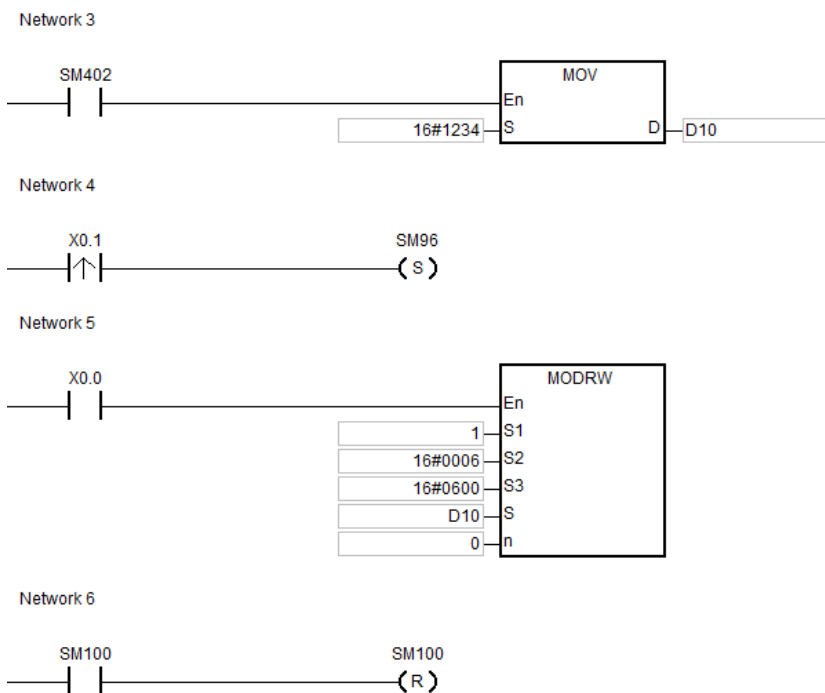 Network 3
SM402
MOV
En
16#1234 S D D10
Network 4
X0.1 SM96
S
Network 5
X0.0 MODRW
En
1 S1
16#0006 S2
16#0600 S3
D10 S
0 n
Network 6
SM100 SM100
R